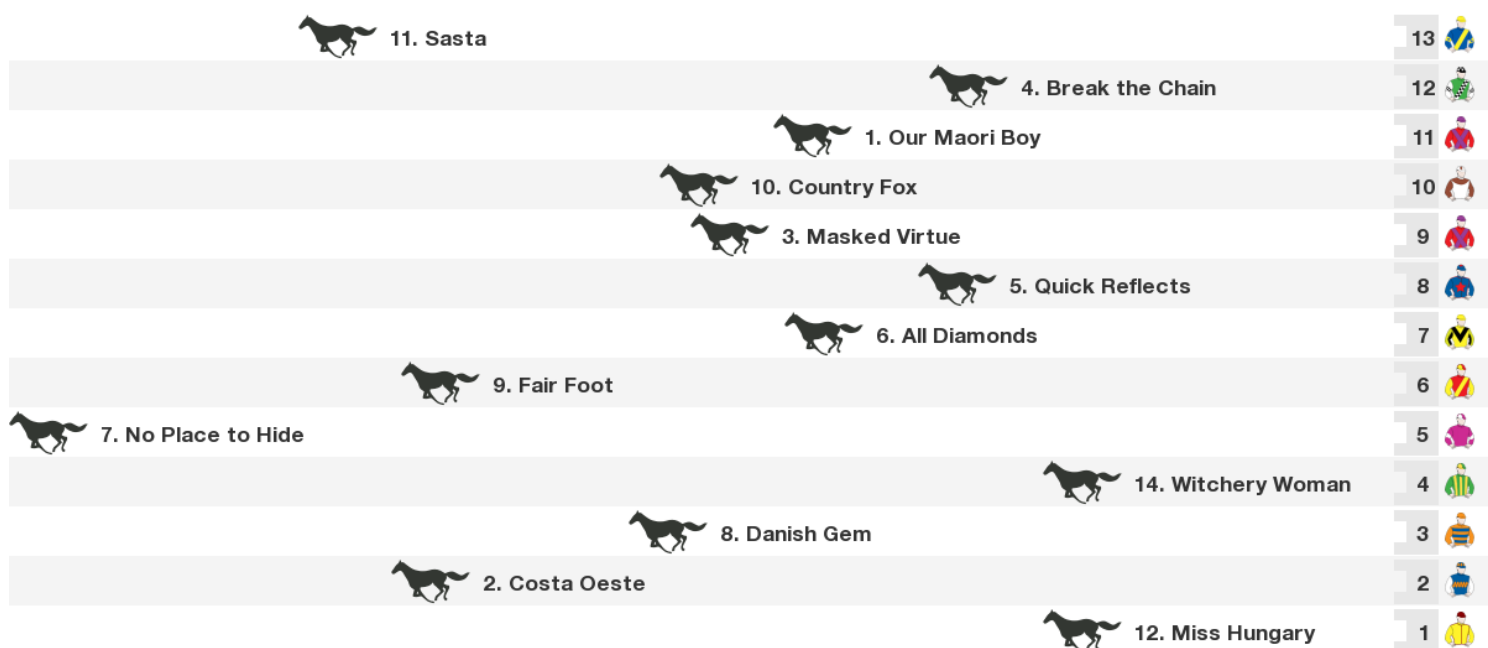 11. Sasta 13
4. Break the Chain 12
1. Our Maori Boy 11
10. Country Fox 10
3. Masked Virtue 9
5. Quick Reflects 8
6. All Diamonds 7
9. Fair Foot 6
7. No Place to Hide 5
14. Witchery Woman 4
8. Danish Gem 3
2. Costa Oeste 2
12. Miss Hungary 1